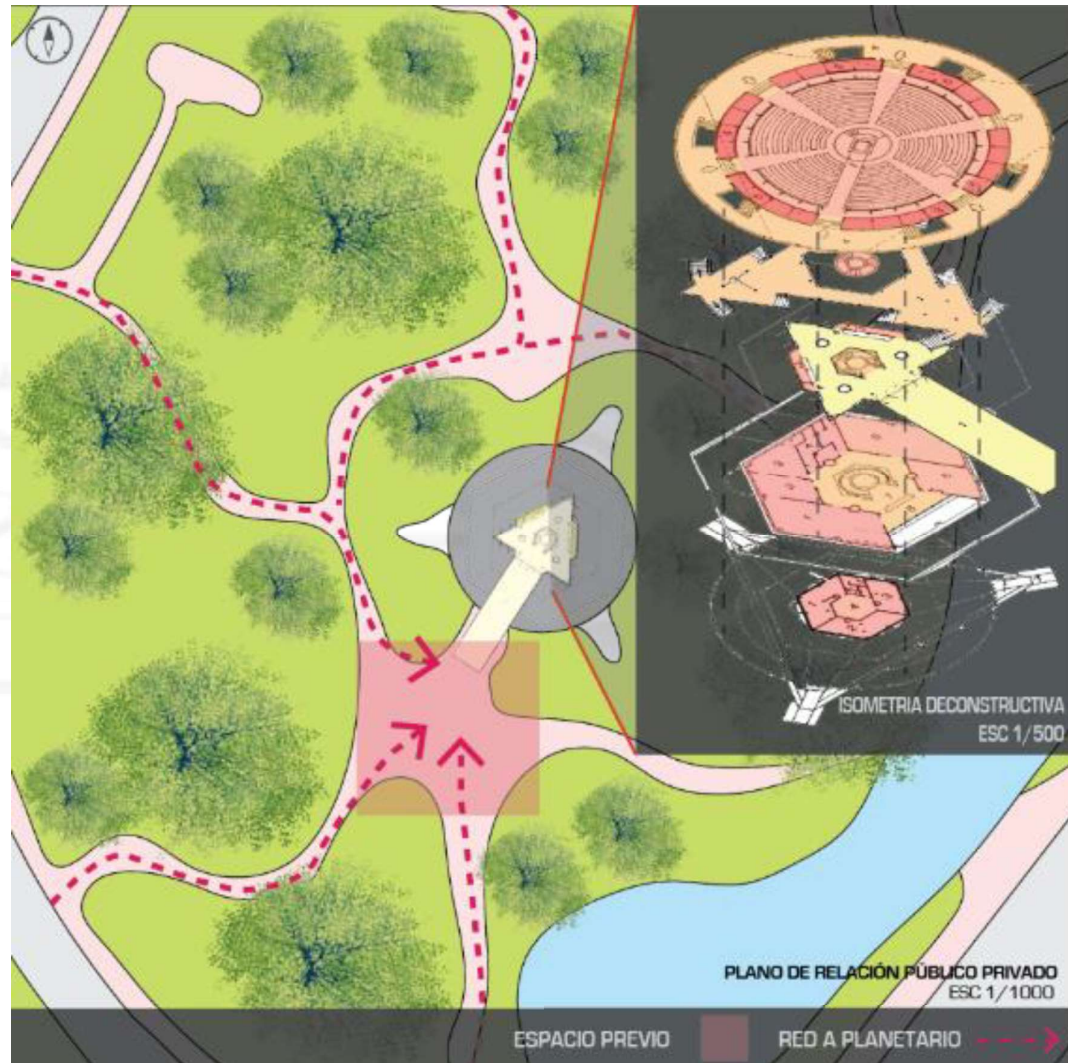 ISOMETRIA DECONSTRUCTIVA
ESC 1/500
PLANO DE RELACIÓN PÚBLICO PRIVADO
ESC 1/1000
ESPACIO PREVIO
RED A PLANETARIO